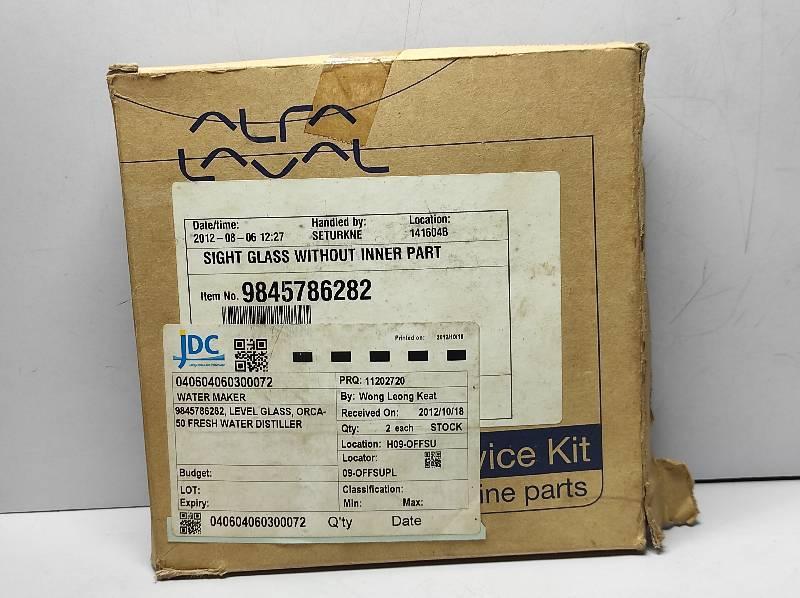 ALFA
LAVAL
Date/time: Handled by: Location:
2012-08-06 12:27 SETURKNE 141604B
SIGHT GLASS WITHOUT INNER PART
Item No. 9845786282
JDC
Printed on: 2012/10/18
040604060300072 PRQ: 11202720
WATER MAKER By: Wong Leong Keat
9845786282, LEVEL GLASS, ORCA- Received On: 2012/10/18
50 FRESH WATER DISTILLER Qty: 2 each STOCK
Location: H09-OFFSU
Locator:
Budget: 09-OFFSUPL
LOT: Classification:
Expiry: Min: Max:
040604060300072 Q'ty Date
vice Kit
ine parts